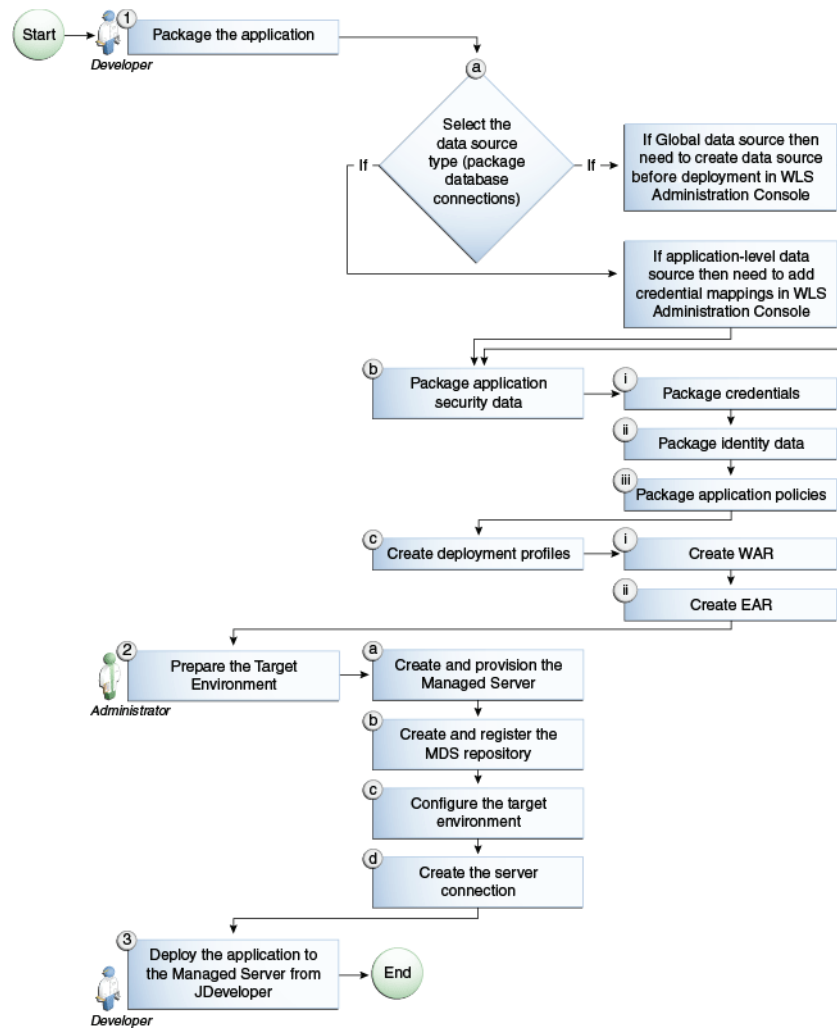 Start
1
Package the application
Developer
a
Select the
data source
type (package
database
connections)
If
If
If Global data source then
need to create data source
before deployment in WLS
Administration Console
If application-level data
source then need to add
credential mappings in WLS
Administration Console
b
Package application
security data
i
Package credentials
ii
Package identity data
iii
Package application policies
c
Create deployment profiles
i
Create WAR
ii
Create EAR
2
Prepare the Target
Environment
Administrator
a
Create and provision the
Managed Server
b
Create and register the
MDS repository
c
Configure the target
environment
d
Create the server
connection
3
Deploy the application to
the Managed Server from
JDeveloper
Developer
End